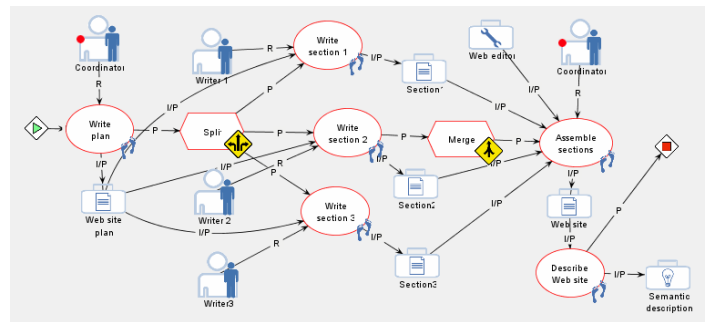 Coordinator
R
Write
plan
P
I/P
Web site
plan
Split
P
P
P
Writer 1
R
I/P
Write
section 1
I/P
Section1
I/P
Web editor
I/P
Coordinator
R
I/P
R
Writer 2
Write
section 2
P
Merge
P
I/P
Section2
I/P
Assemble
sections
I/P
R
Writer3
Write
section 3
I/P
Section3
I/P
I/P
Web site
I/P
P
Describe
Web site
I/P
Semantic
description